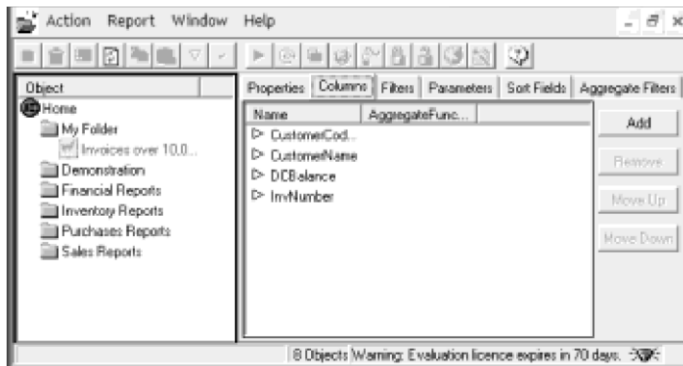 Action Report Window Help
Object
Home
My Folder
Invoices over 10,0...
Demonstration
Financial Reports
Inventory Reports
Purchases Reports
Sales Reports
Properties Columns Filters Parameters Sort Fields Aggregate Filters
Name AggregateFunc...
CustomerCod...
CustomerName
DCBalance
InvNumber
Add
Remove
Move Up
Move Down
8 Objects Warning: Evaluation licence expires in 70 days.